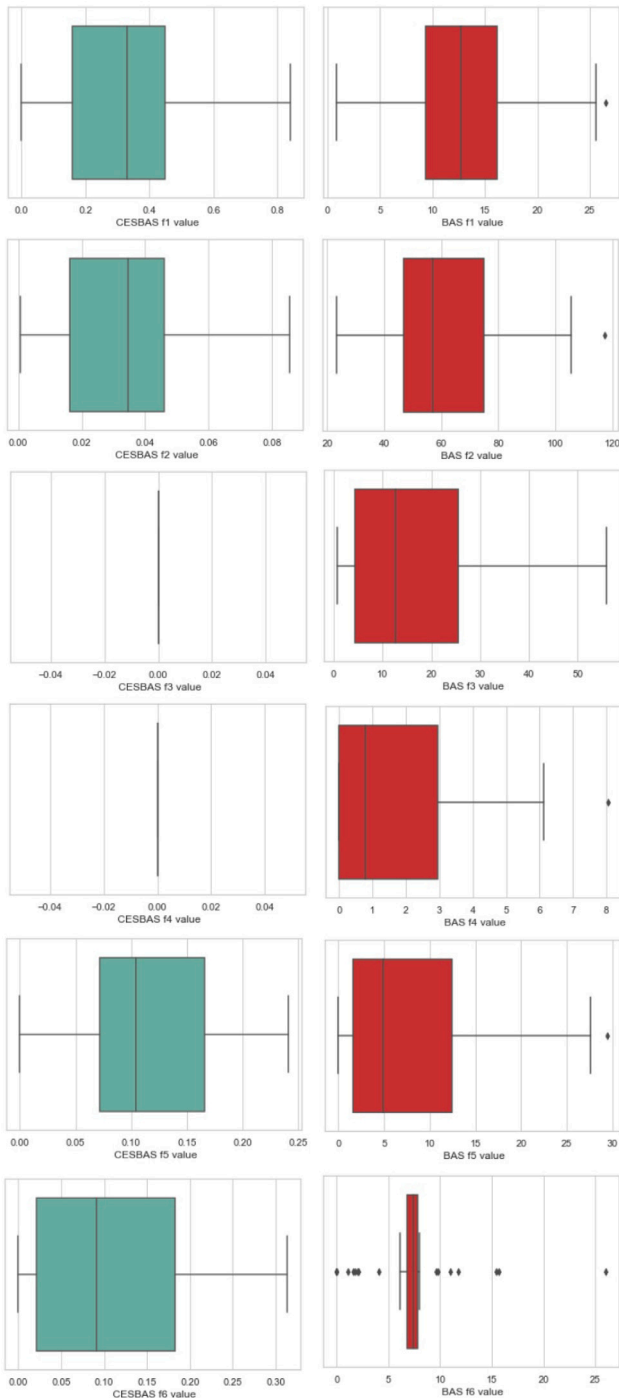 0.0 0.2 0.4 0.6 0.8
CESBAS f1 value
0 5 10 15 20 25
BAS f1 value
0.00 0.02 0.04 0.06 0.08
CESBAS f2 value
20 40 60 80 100 120
BAS f2 value
−0.04 −0.02 0.00 0.02 0.04
CESBAS f3 value
0 10 20 30 40 50
BAS f3 value
−0.04 −0.02 0.00 0.02 0.04
CESBAS f4 value
0 1 2 3 4 5 6 7 8
BAS f4 value
0.00 0.05 0.10 0.15 0.20 0.25
CESBAS f5 value
0 5 10 15 20 25 30
BAS f5 value
0.00 0.05 0.10 0.15 0.20 0.25 0.30
CESBAS f6 value
0 5 10 15 20 25
BAS f6 value